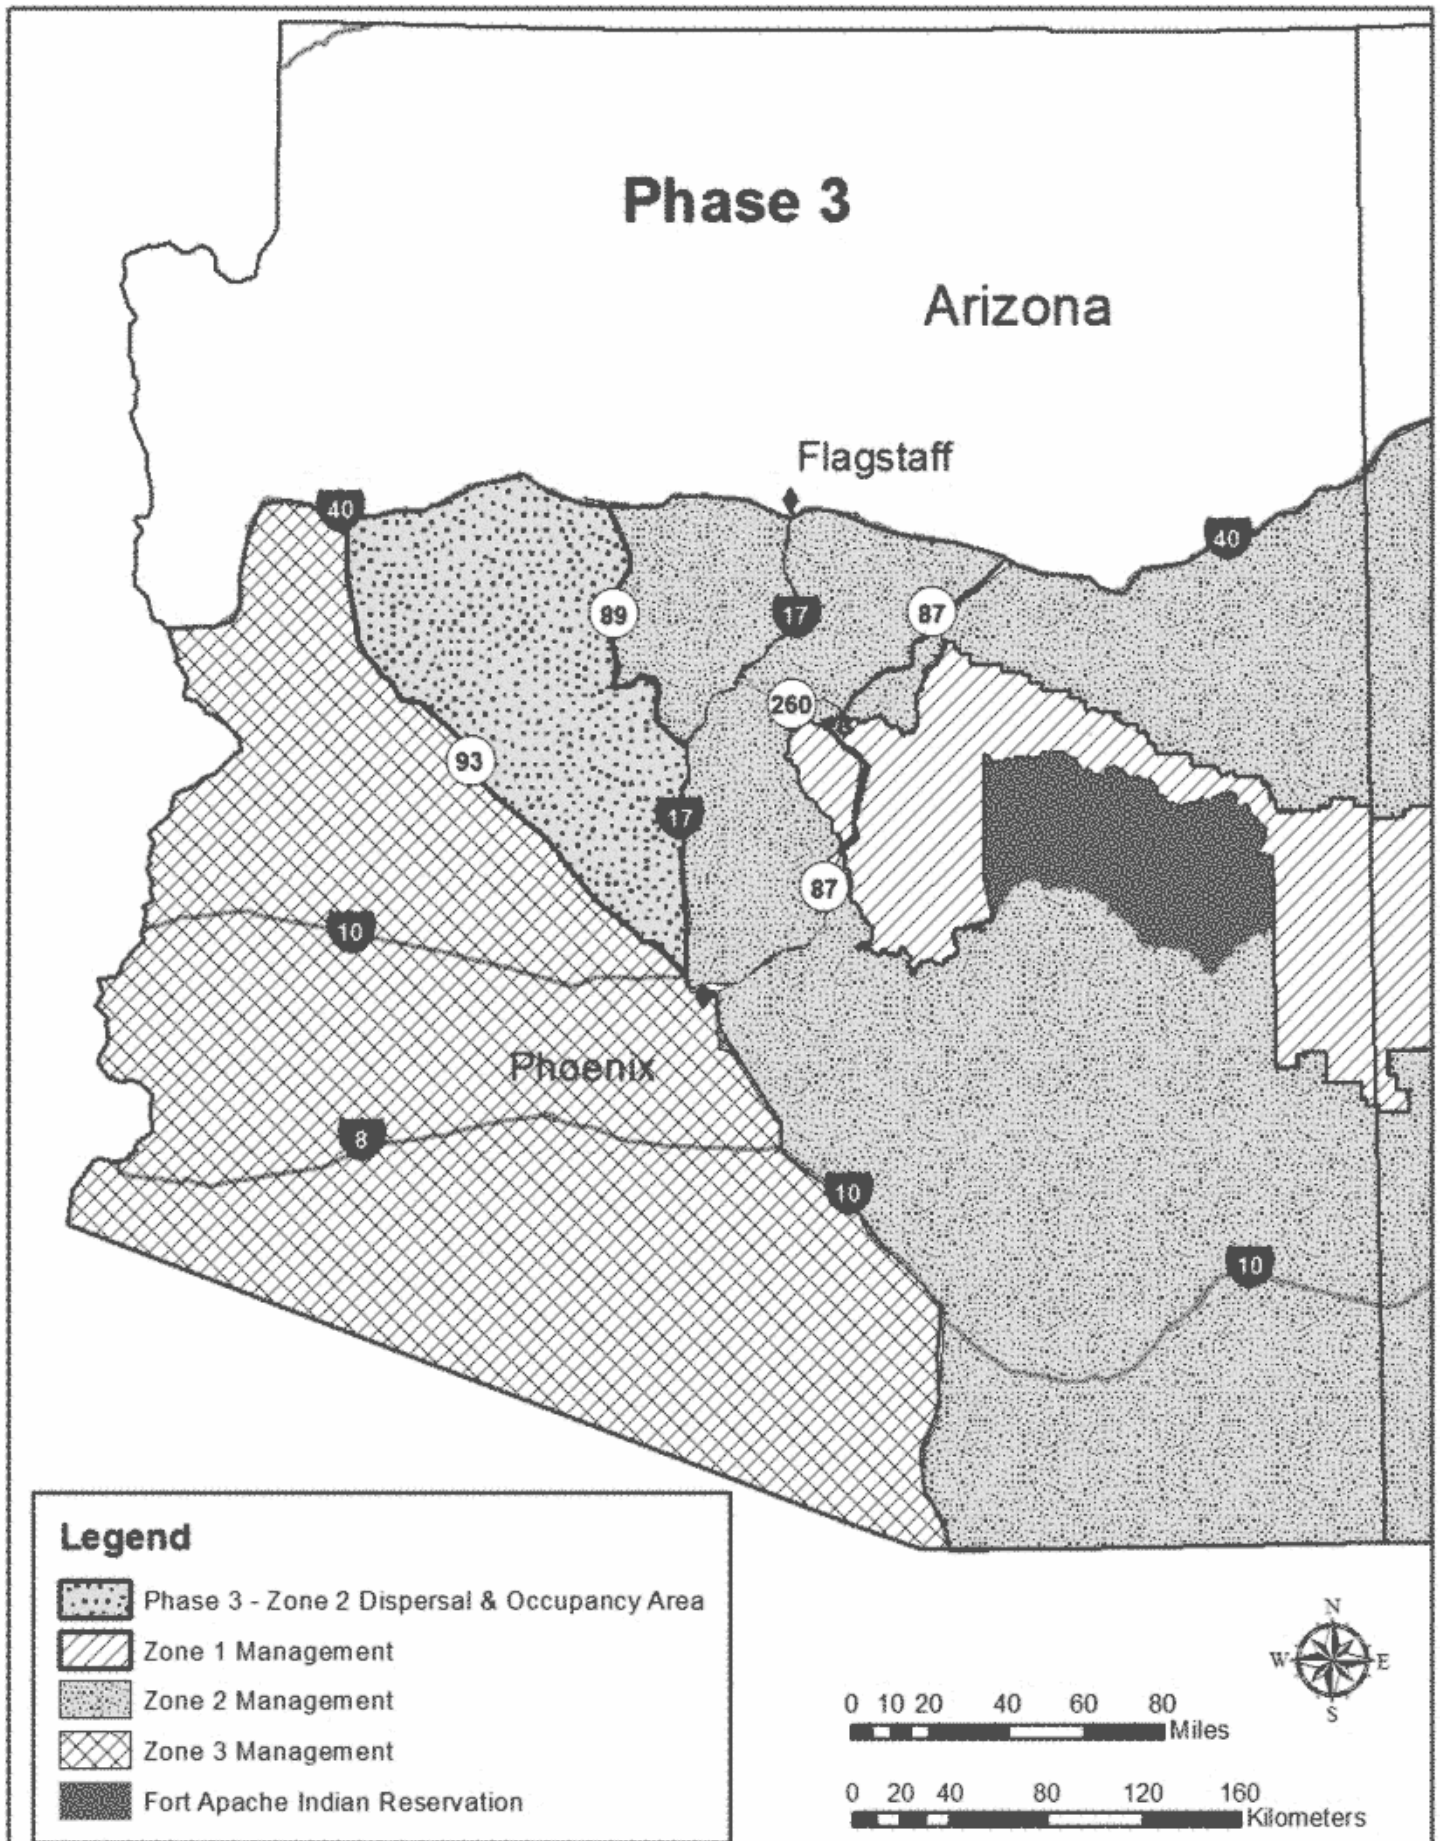 Phase 3
Arizona
Flagstaff
40
40
89
17
87
260
93
17
87
10
Phoenix
8
10
10
Legend
Phase 3 - Zone 2 Dispersal & Occupancy Area
Zone 1 Management
Zone 2 Management
Zone 3 Management
Fort Apache Indian Reservation
N
W E
S
0 10 20 40 60 80
Miles
0 20 40 80 120 160
Kilometers